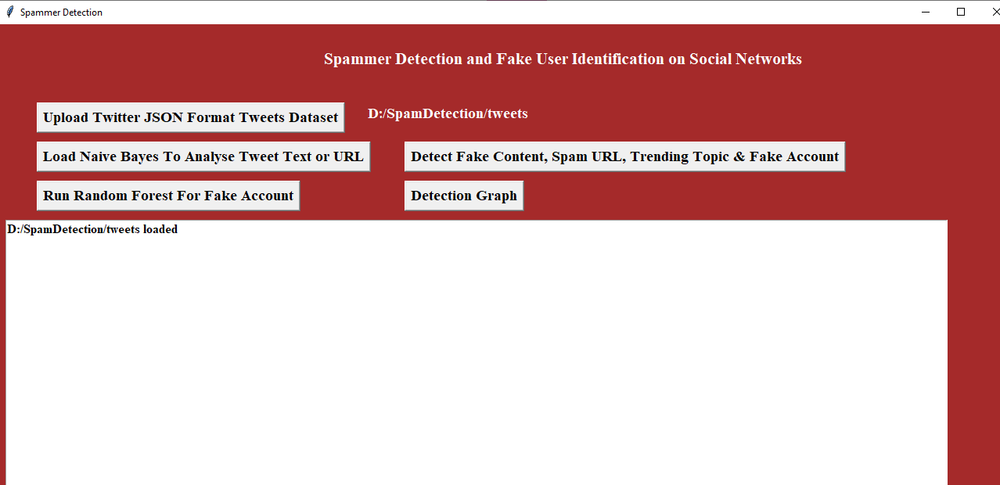 Spammer Detection
Spammer Detection and Fake User Identification on Social Networks
Upload Twitter JSON Format Tweets Dataset
D:/SpamDetection/tweets
Load Naive Bayes To Analyse Tweet Text or URL
Detect Fake Content, Spam URL, Trending Topic & Fake Account
Run Random Forest For Fake Account
Detection Graph
D:/SpamDetection/tweets loaded